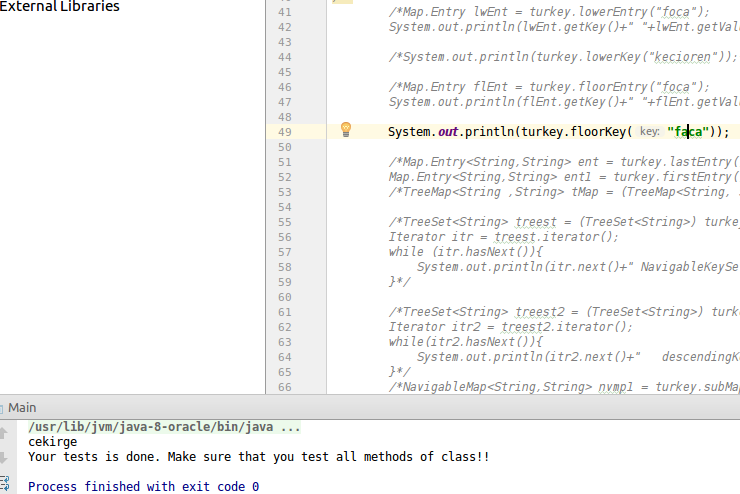 External Libraries
41 /*Map.Entry lwEnt = turkey.lowerEntry("foca");
42 System.out.println(lwEnt.getKey()+" "+lwEnt.getValu
43
44 /*System.out.println(turkey.lowerKey("kecioren"));
45
46 /*Map.Entry flEnt = turkey.floorEntry("foca");
47 System.out.println(flEnt.getKey()+" "+flEnt.getValu
48
49 System.out.println(turkey.floorKey( key: "faca"));
50
51 /*Map.Entry<String,String> ent = turkey.lastEntry(
52 Map.Entry<String,String> ent1 = turkey.firstEntry(
53 /*TreeMap<String ,String> tMap = (TreeMap<String,
54
55 /*TreeSet<String> treest = (TreeSet<String>) turkey
56 Iterator itr = treest.iterator();
57 while (itr.hasNext()){
58 System.out.println(itr.next()+" NavigableKeySe
59 }*/
60
61 /*TreeSet<String> treest2 = (TreeSet<String>) turk
62 Iterator itr2 = treest2.iterator();
63 while(itr2.hasNext()){
64 System.out.println(itr2.next()+" descendingKe
65 }*/
66 /*NavigableMap<String,String> nvmp1 = turkey.subMap
Main
/usr/lib/jvm/java-8-oracle/bin/java ...
cekirge
Your tests is done. Make sure that you test all methods of class!!
Process finished with exit code 0